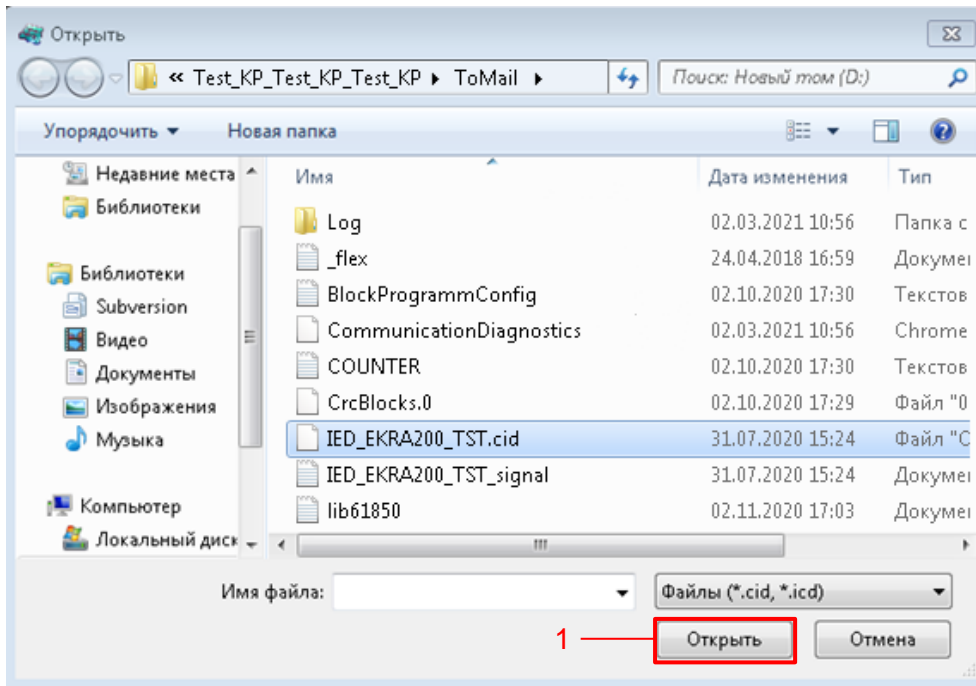 Открыть
« Test_KP_Test_KP_Test_KP ▸ ToMail ▸ Поиск: Новый том (D:)
Упорядочить ▾ Новая папка
Недавние места
Библиотеки
Библиотеки
Subversion
Видео
Документы
Изображения
Музыка
Компьютер
Локальный диск
Имя Дата изменения Тип
Log 02.03.2021 10:56 Папка с
_flex 24.04.2018 16:59 Докумен
BlockProgrammConfig 02.10.2020 17:30 Текстов
CommunicationDiagnostics 02.03.2021 10:56 Chrome
COUNTER 02.10.2020 17:30 Текстов
CrcBlocks.0 02.10.2020 17:29 Файл "0
IED_EKRA200_TST.cid 31.07.2020 15:24 Файл "C
IED_EKRA200_TST_signal 31.07.2020 15:24 Докумен
lib61850 02.11.2020 17:03 Докумен
Имя файла: Файлы (*.cid, *.icd)
1 Открыть Отмена